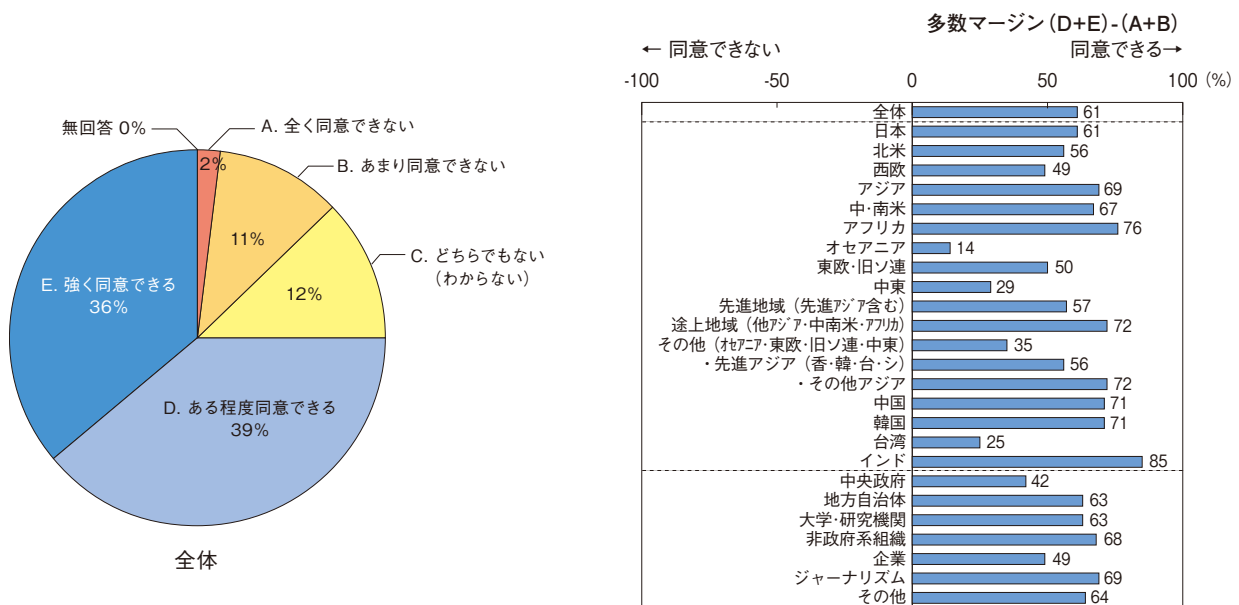 無回答 0%
A. 全く同意できない
2%
B. あまり同意できない
11%
C. どちらでもない
(わからない)
12%
E. 強く同意できる
36%
D. ある程度同意できる
39%
全体
多数マージン(D+E)-(A+B)
← 同意できない 同意できる →
-100 -50 0 50 100 (%)
全体 61
日本 61
北米 56
西欧 49
アジア 69
中・南米 67
アフリカ 76
オセアニア 14
東欧・旧ソ連 50
中東 29
先進地域(先進アジア含む) 57
途上地域(他アジア・中南米・アフリカ) 72
その他(オセアニア・東欧・旧ソ連・中東) 35
・先進アジア(香・韓・台・シ) 56
・その他アジア 72
中国 71
韓国 71
台湾 25
インド 85
中央政府 42
地方自治体 63
大学・研究機関 63
非政府系組織 68
企業 49
ジャーナリズム 69
その他 64